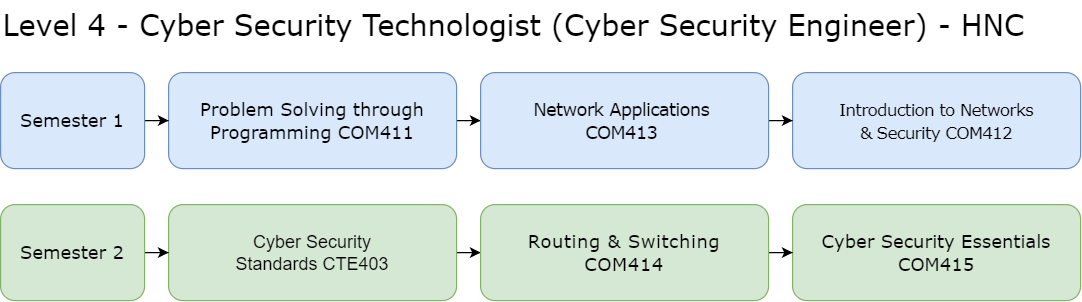 Level 4 - Cyber Security Technologist (Cyber Security Engineer) - HNC
Semester 1
Problem Solving through
Programming COM411
Network Applications
COM413
Introduction to Networks
& Security COM412
Semester 2
Cyber Security
Standards CTE403
Routing & Switching
COM414
Cyber Security Essentials
COM415